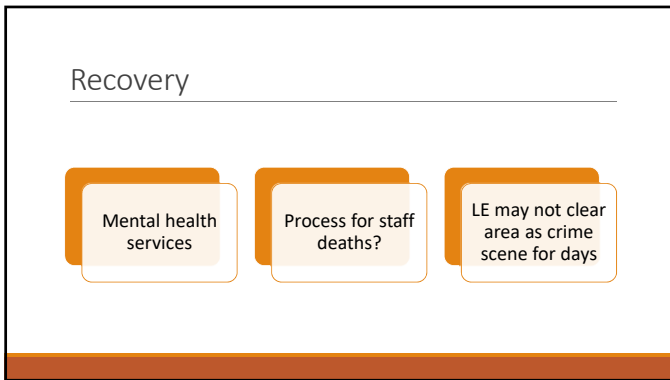 Recovery
Mental health
services
Process for staff
deaths?
LE may not clear
area as crime
scene for days